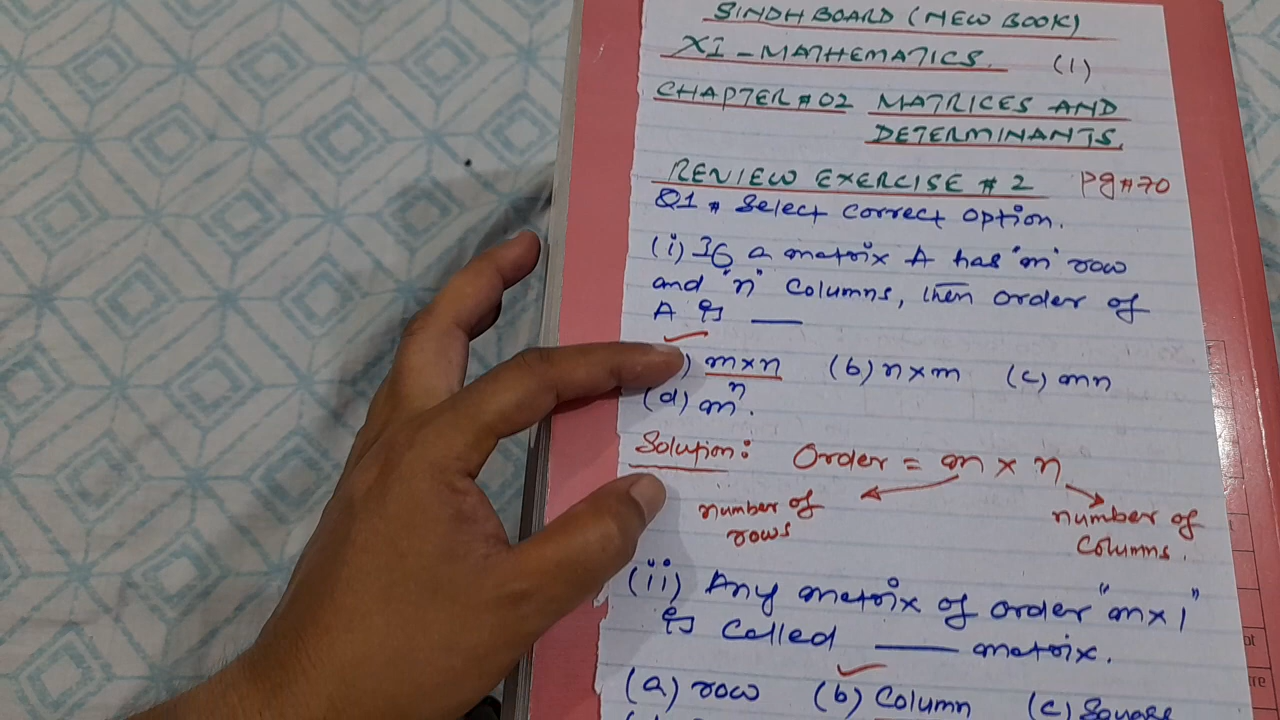 SINDH BOARD (NEW BOOK)
XI - MATHEMATICS. (1)
CHAPTER # 02 MATRICES AND
DETERMINANTS.
REVIEW EXERCISE # 2 Pg # 70
Q1 # Select correct option.
(i) If a matrix A has "m" row
and "n" columns, then order of
A is ___
) m×n (b) n×m (c) mn
(d) mⁿ.
Solution: Order = m × n
number of number of
rows columns.
(ii) Any matrix of order "m×1"
is called ___ matrix.
(a) row (b) Column (c) Square